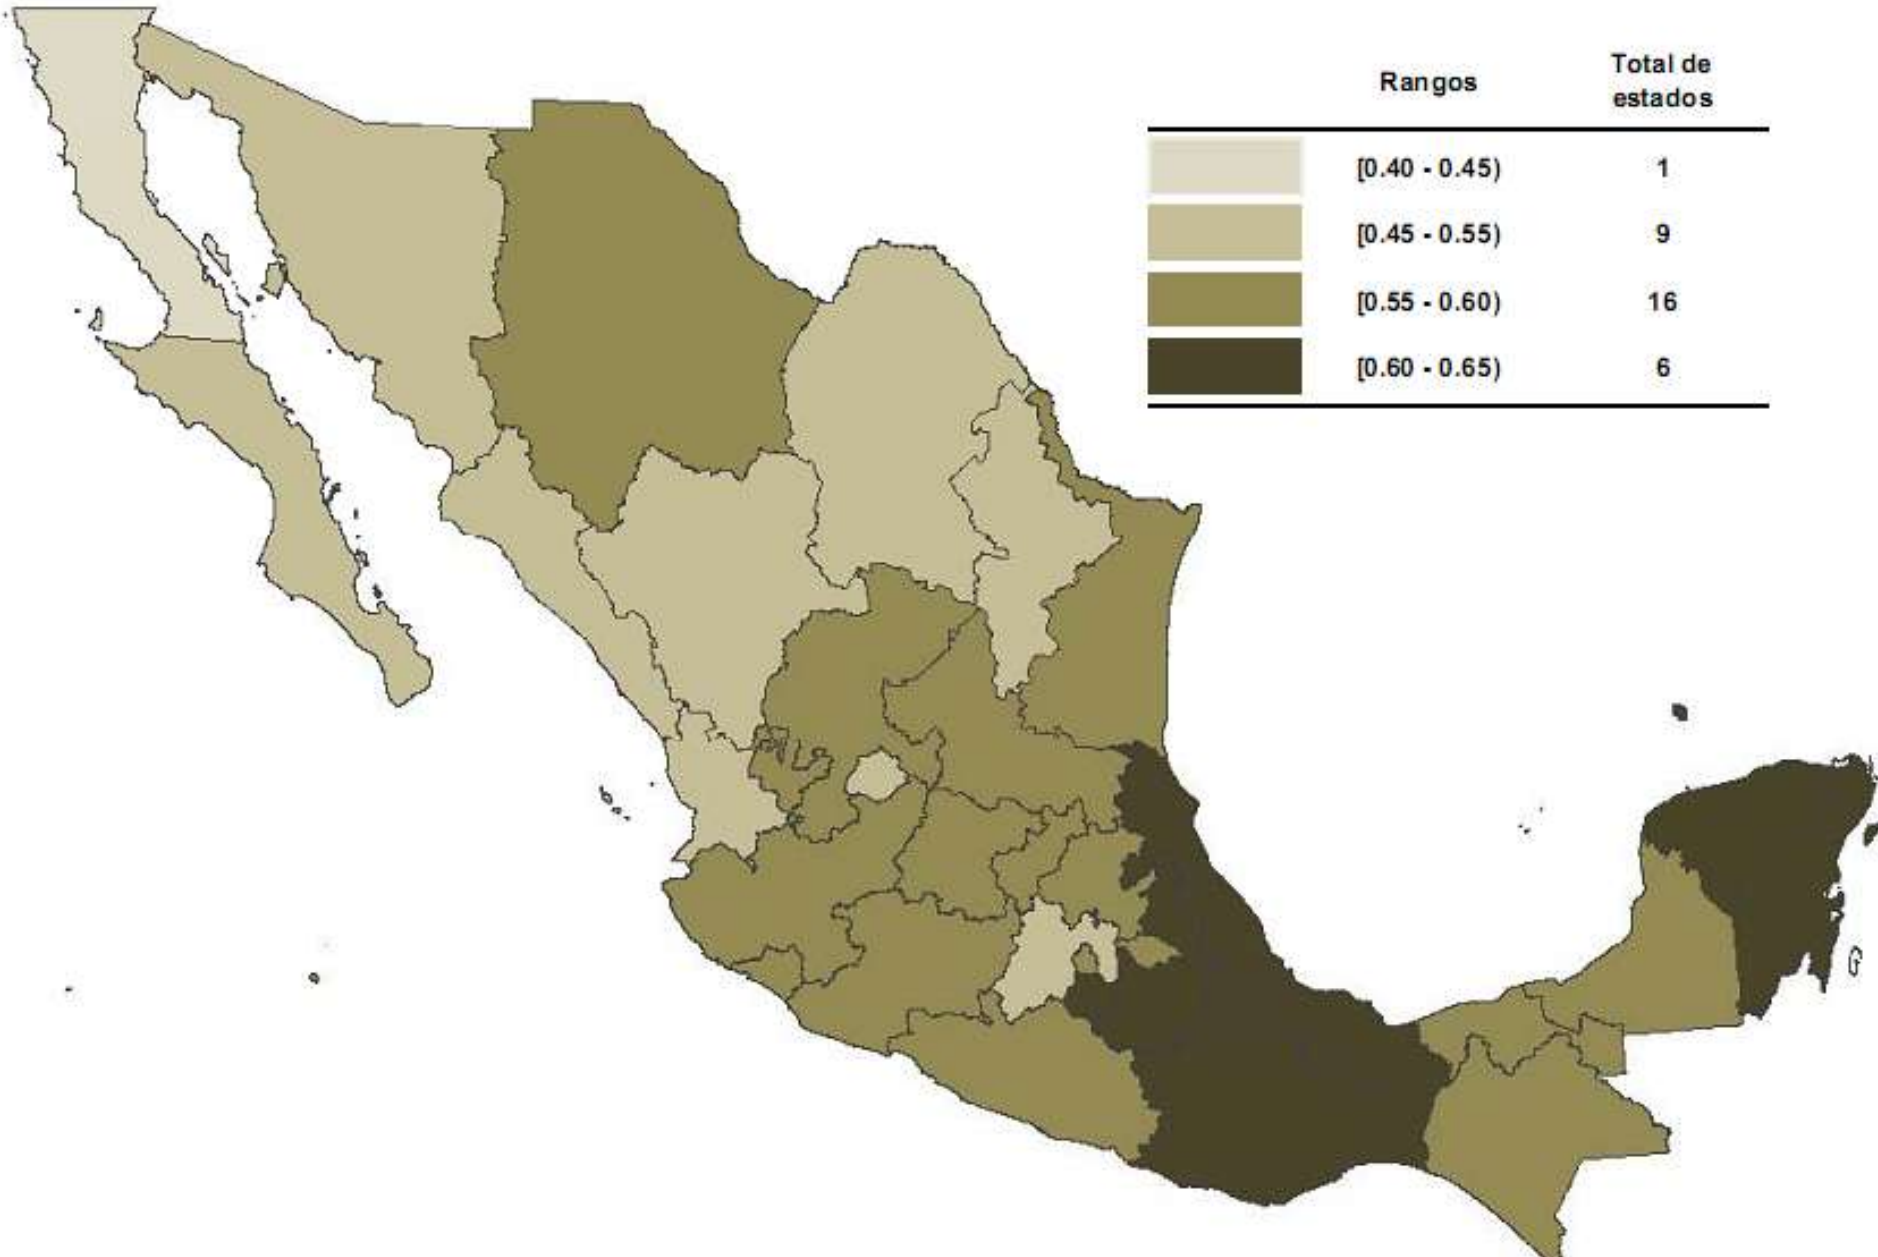 Rangos Total de
estados
[0.40 - 0.45) 1
[0.45 - 0.55) 9
[0.55 - 0.60) 16
[0.60 - 0.65) 6